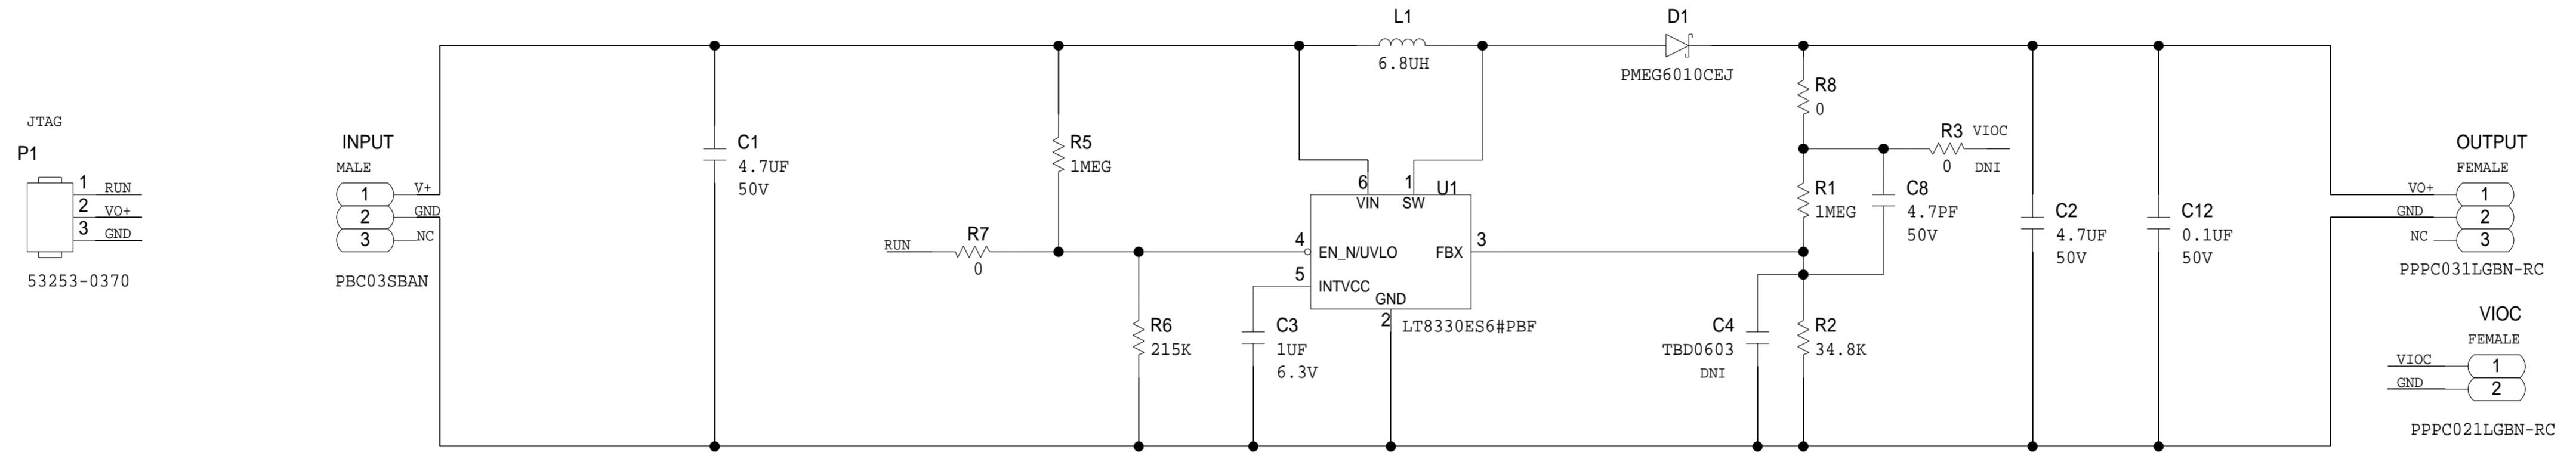 JTAG
P1
1 RUN
2 VO+
3 GND
53253-0370
INPUT
MALE
1 V+
2 GND
3 NC
PBC03SBAN
C1
4.7UF
50V
R5
1MEG
RUN
R7
0
R6
215K
C3
1UF
6.3V
L1
6.8UH
6
VIN
1
SW
U1
4
EN_N/UVLO
5
INTVCC
FBX
3
GND
2
LT8330ES6#PBF
D1
PMEG6010CEJ
R8
0
R3
0
VIOC
DNI
R1
1MEG
C8
4.7PF
50V
C4
TBD0603
DNI
R2
34.8K
C2
4.7UF
50V
C12
0.1UF
50V
OUTPUT
FEMALE
VO+ 1
GND 2
NC 3
PPPC031LGBN-RC
VIOC
FEMALE
VIOC 1
GND 2
PPPC021LGBN-RC